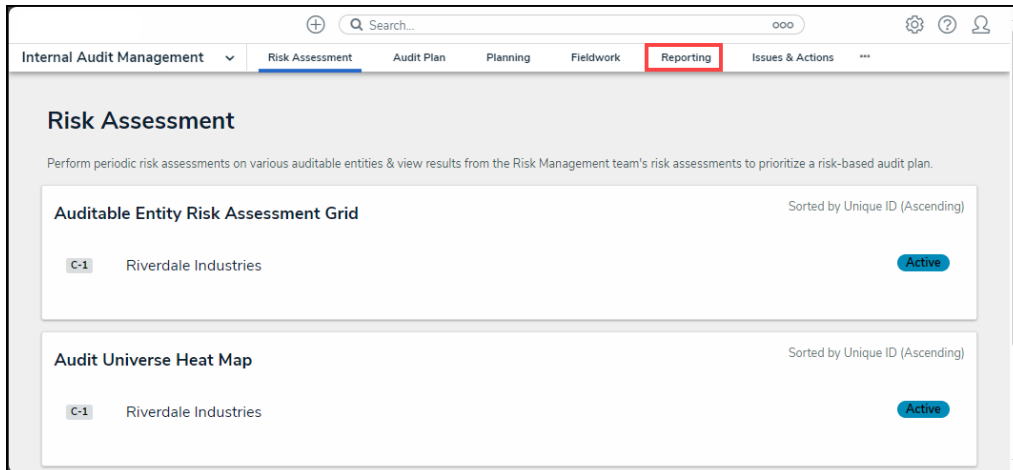 Search...
Internal Audit Management Risk Assessment Audit Plan Planning Fieldwork Reporting Issues & Actions
Risk Assessment
Perform periodic risk assessments on various auditable entities & view results from the Risk Management team's risk assessments to prioritize a risk-based audit plan.
Auditable Entity Risk Assessment Grid Sorted by Unique ID (Ascending)
C-1 Riverdale Industries Active
Audit Universe Heat Map Sorted by Unique ID (Ascending)
C-1 Riverdale Industries Active